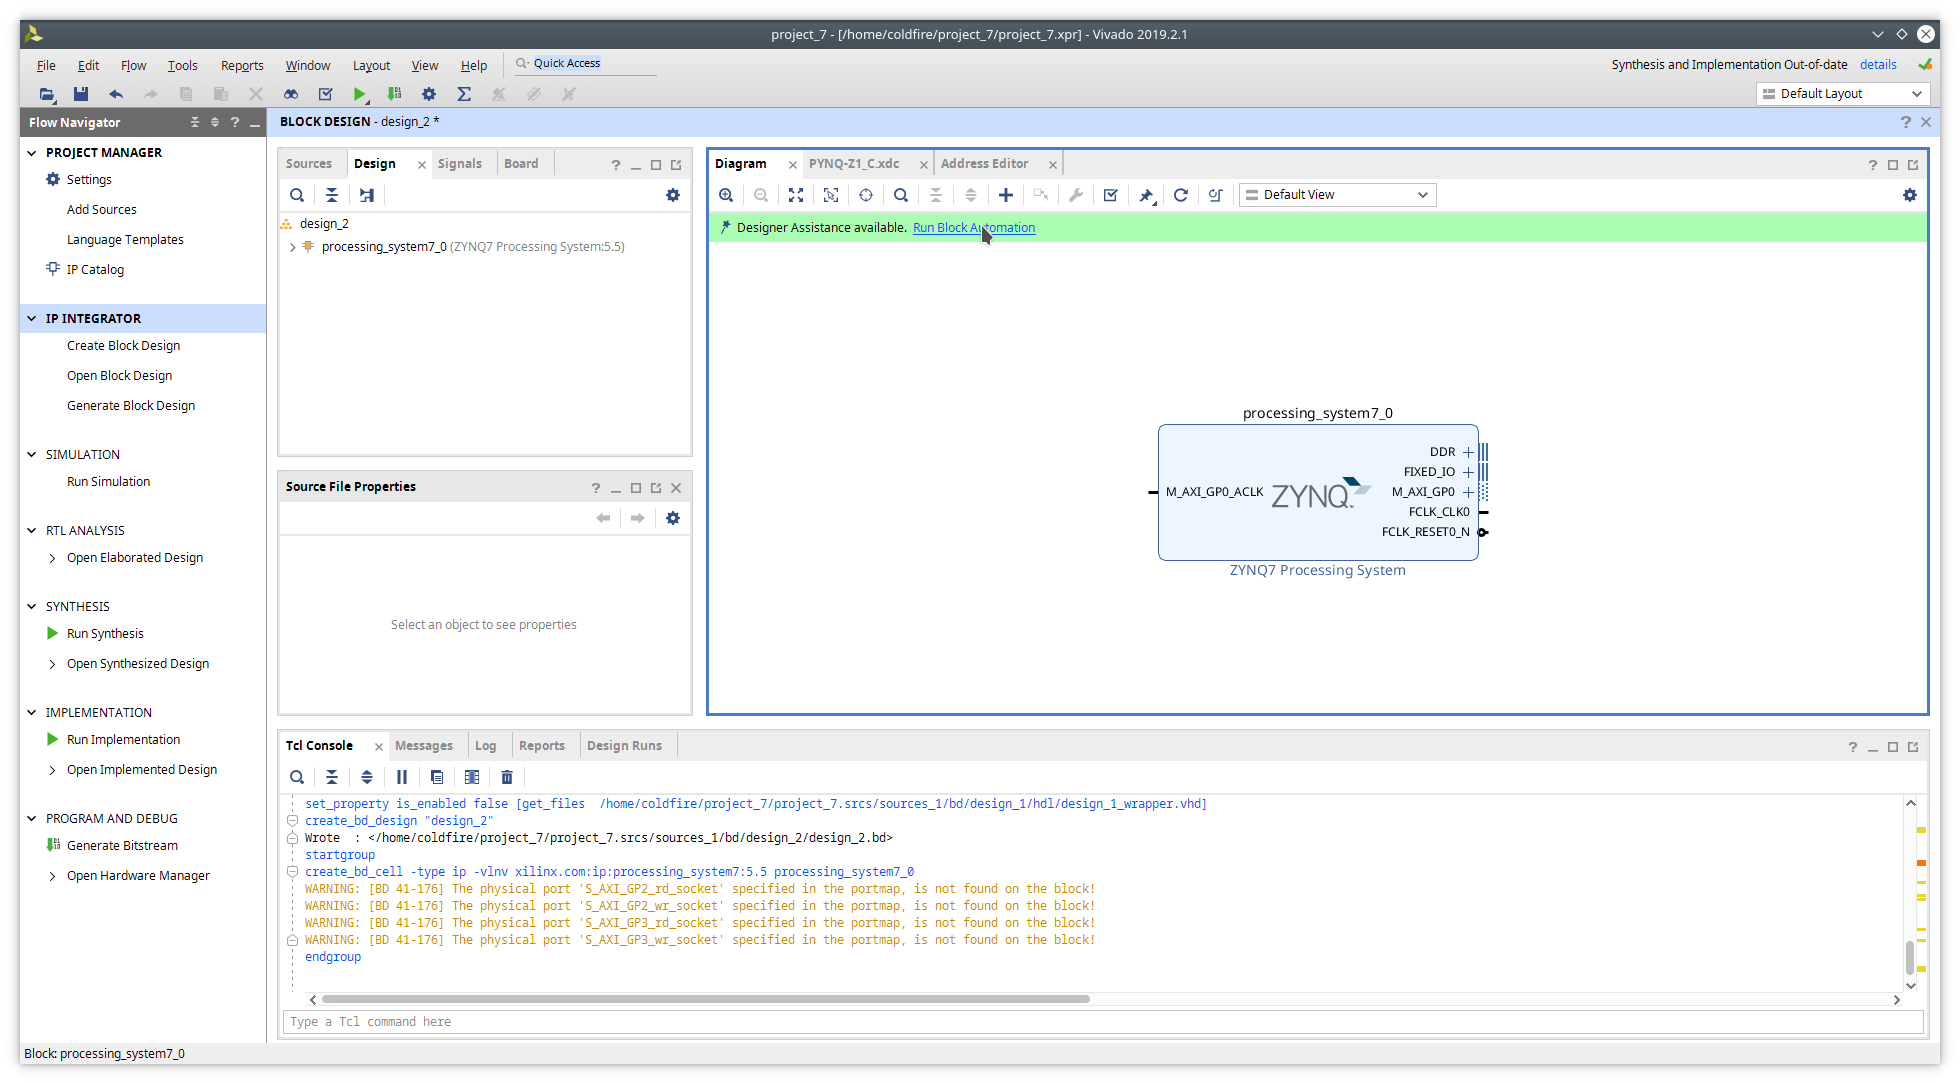 project_7 - [/home/coldfire/project_7/project_7.xpr] - Vivado 2019.2.1
File Edit Flow Tools Reports Window Layout View Help Quick Access
Synthesis and Implementation Out-of-date details
Default Layout
Flow Navigator
PROJECT MANAGER
Settings
Add Sources
Language Templates
IP Catalog
IP INTEGRATOR
Create Block Design
Open Block Design
Generate Block Design
SIMULATION
Run Simulation
RTL ANALYSIS
Open Elaborated Design
SYNTHESIS
Run Synthesis
Open Synthesized Design
IMPLEMENTATION
Run Implementation
Open Implemented Design
PROGRAM AND DEBUG
Generate Bitstream
Open Hardware Manager
BLOCK DESIGN - design_2 *
Sources Design Signals Board
design_2
processing_system7_0 (ZYNQ7 Processing System:5.5)
Source File Properties
Select an object to see properties
Diagram PYNQ-Z1_C.xdc Address Editor
Default View
Designer Assistance available. Run Block Automation
processing_system7_0
DDR
FIXED_IO
M_AXI_GP0_ACLK ZYNQ M_AXI_GP0
FCLK_CLK0
FCLK_RESET0_N
ZYNQ7 Processing System
Tcl Console Messages Log Reports Design Runs
set_property is_enabled false [get_files /home/coldfire/project_7/project_7.srcs/sources_1/bd/design_1/hdl/design_1_wrapper.vhd]
create_bd_design "design_2"
Wrote : </home/coldfire/project_7/project_7.srcs/sources_1/bd/design_2/design_2.bd>
startgroup
create_bd_cell -type ip -vlnv xilinx.com:ip:processing_system7:5.5 processing_system7_0
WARNING: [BD 41-176] The physical port 'S_AXI_GP2_rd_socket' specified in the portmap, is not found on the block!
WARNING: [BD 41-176] The physical port 'S_AXI_GP2_wr_socket' specified in the portmap, is not found on the block!
WARNING: [BD 41-176] The physical port 'S_AXI_GP3_rd_socket' specified in the portmap, is not found on the block!
WARNING: [BD 41-176] The physical port 'S_AXI_GP3_wr_socket' specified in the portmap, is not found on the block!
endgroup
Type a Tcl command here
Block: processing_system7_0